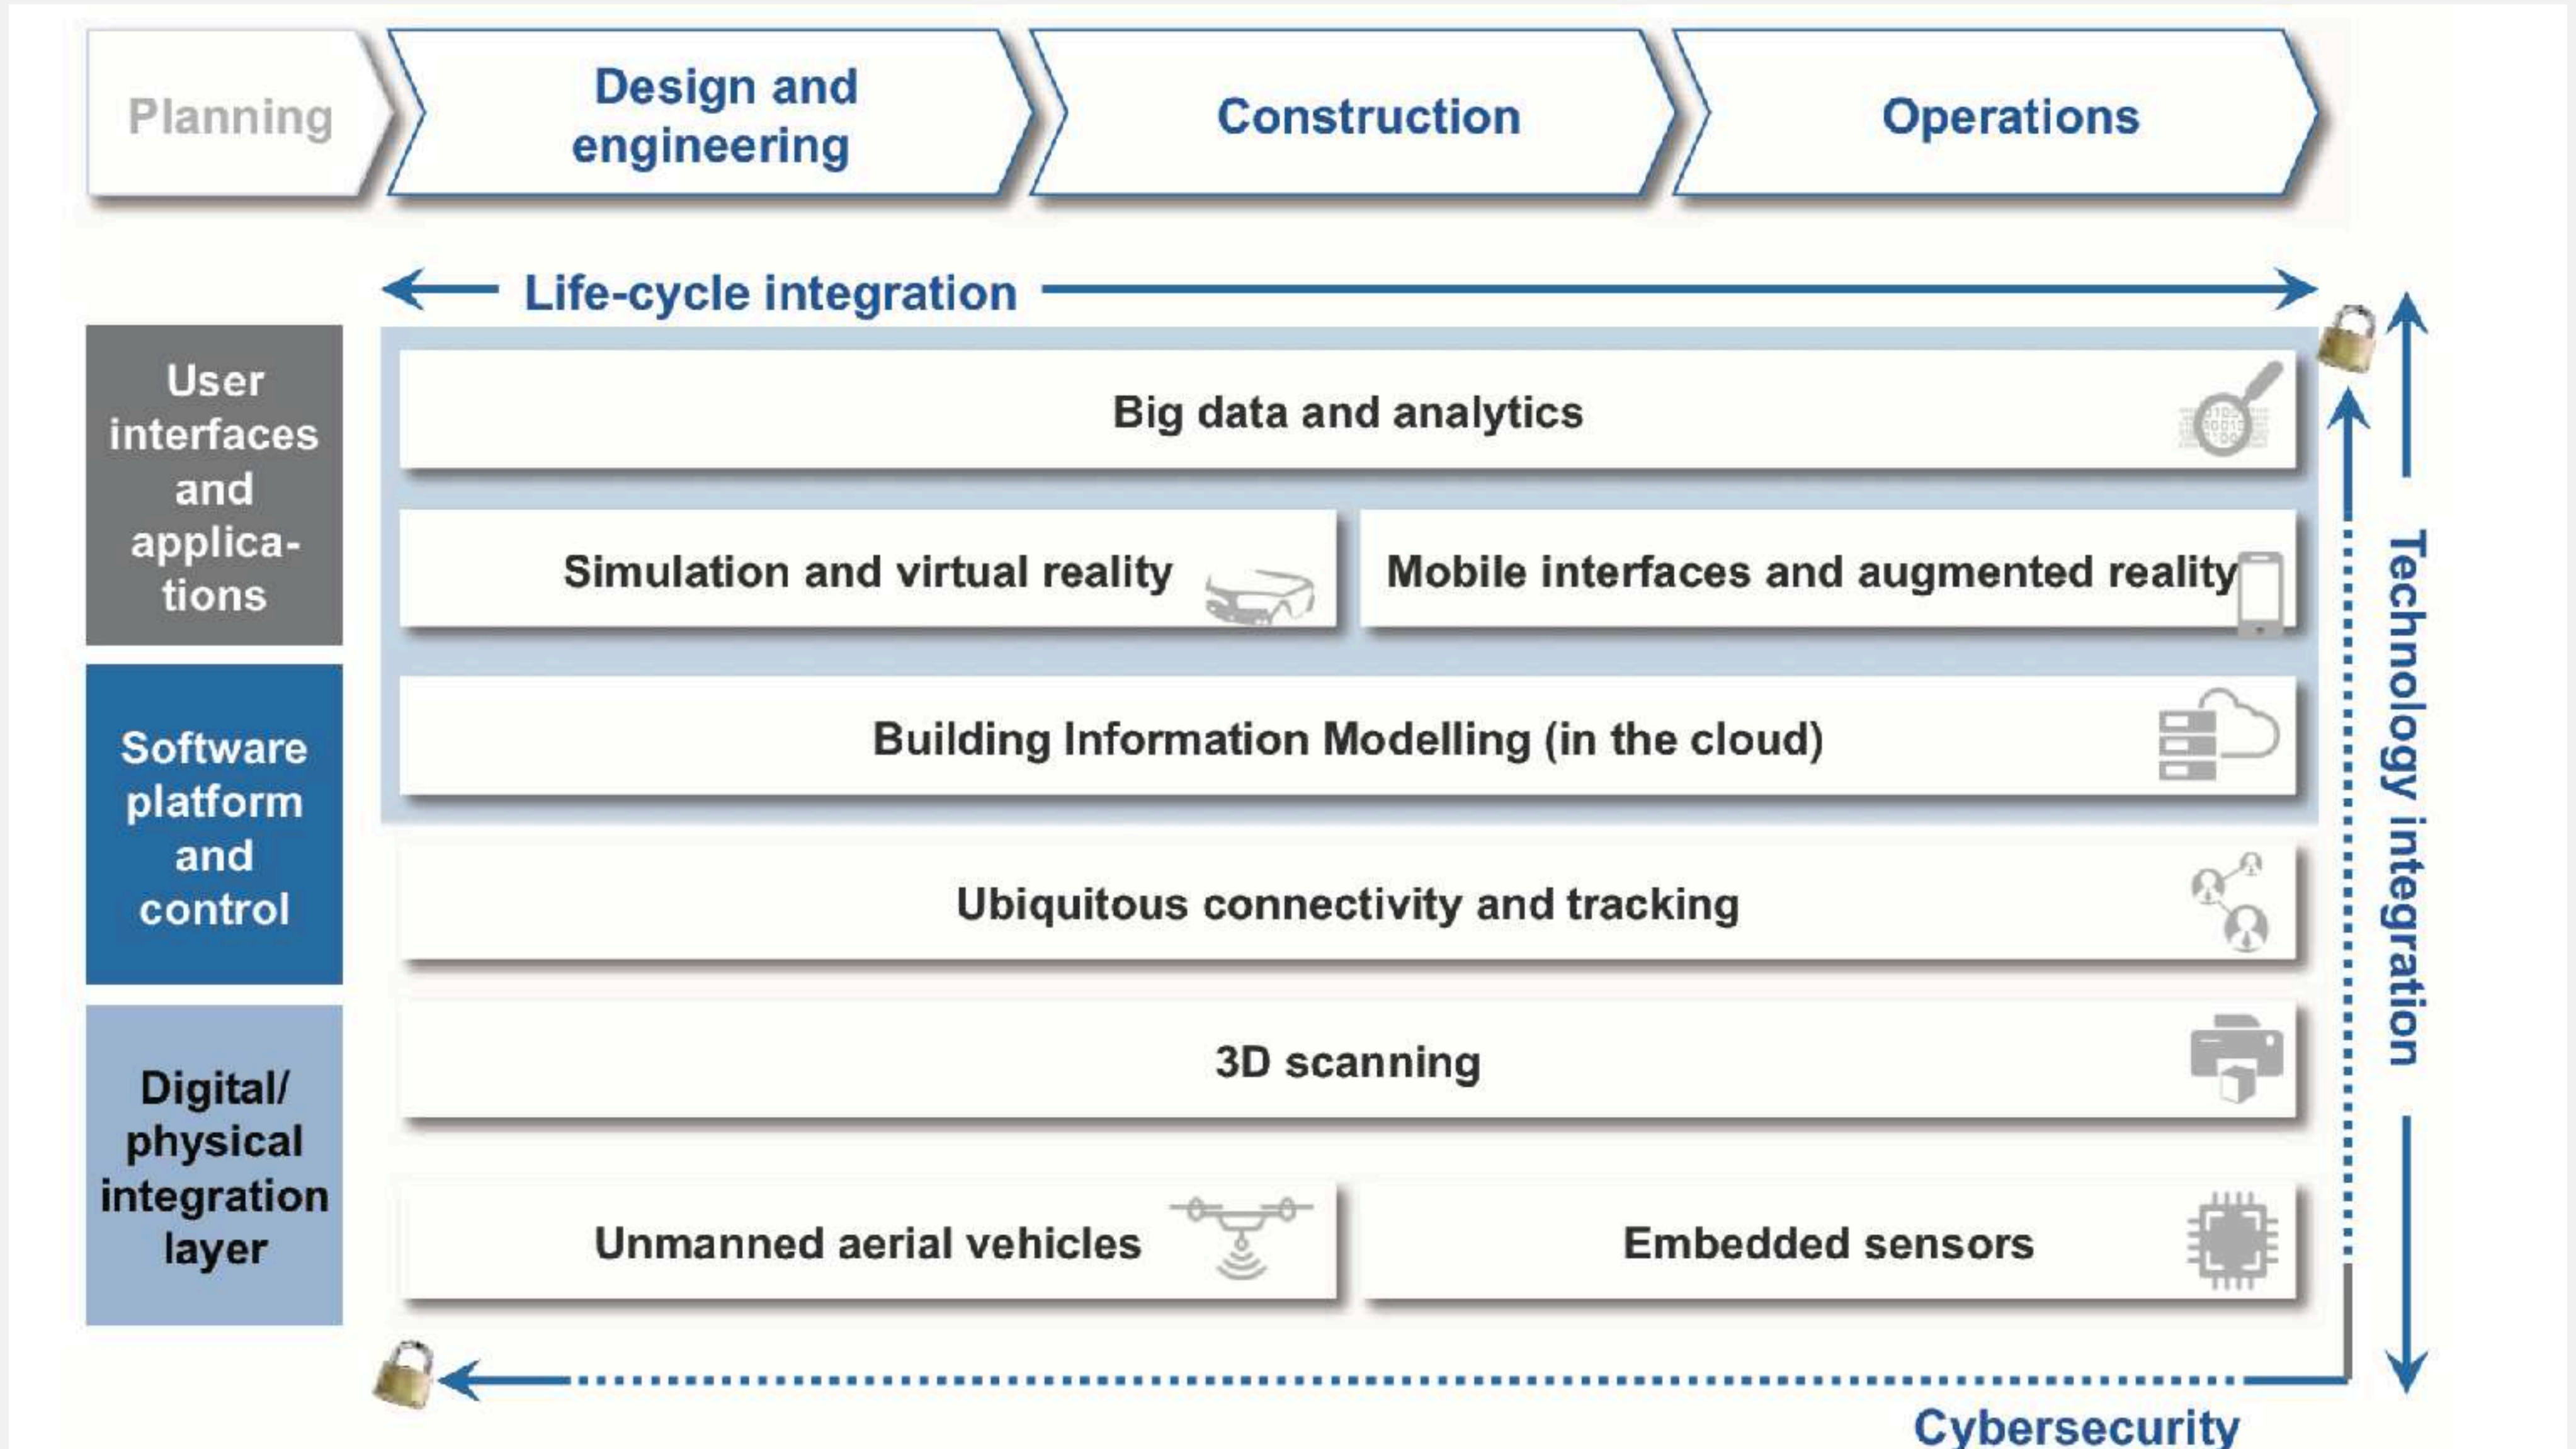 Planning
Design and
engineering
Construction
Operations
Life-cycle integration
User
interfaces
and
applica-
tions
Big data and analytics
Simulation and virtual reality
Mobile interfaces and augmented reality
Software
platform
and
control
Building Information Modelling (in the cloud)
Ubiquitous connectivity and tracking
Digital/
physical
integration
layer
3D scanning
Unmanned aerial vehicles
Embedded sensors
Technology integration
Cybersecurity